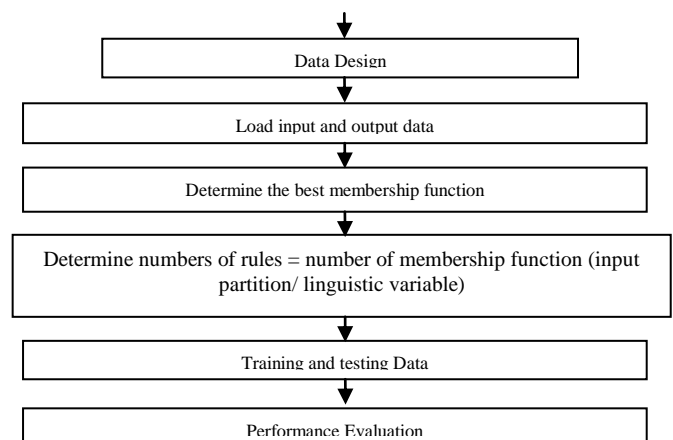 Data Design
Load input and output data
Determine the best membership function
Determine numbers of rules = number of membership function (input
partition/ linguistic variable)
Training and testing Data
Performance Evaluation